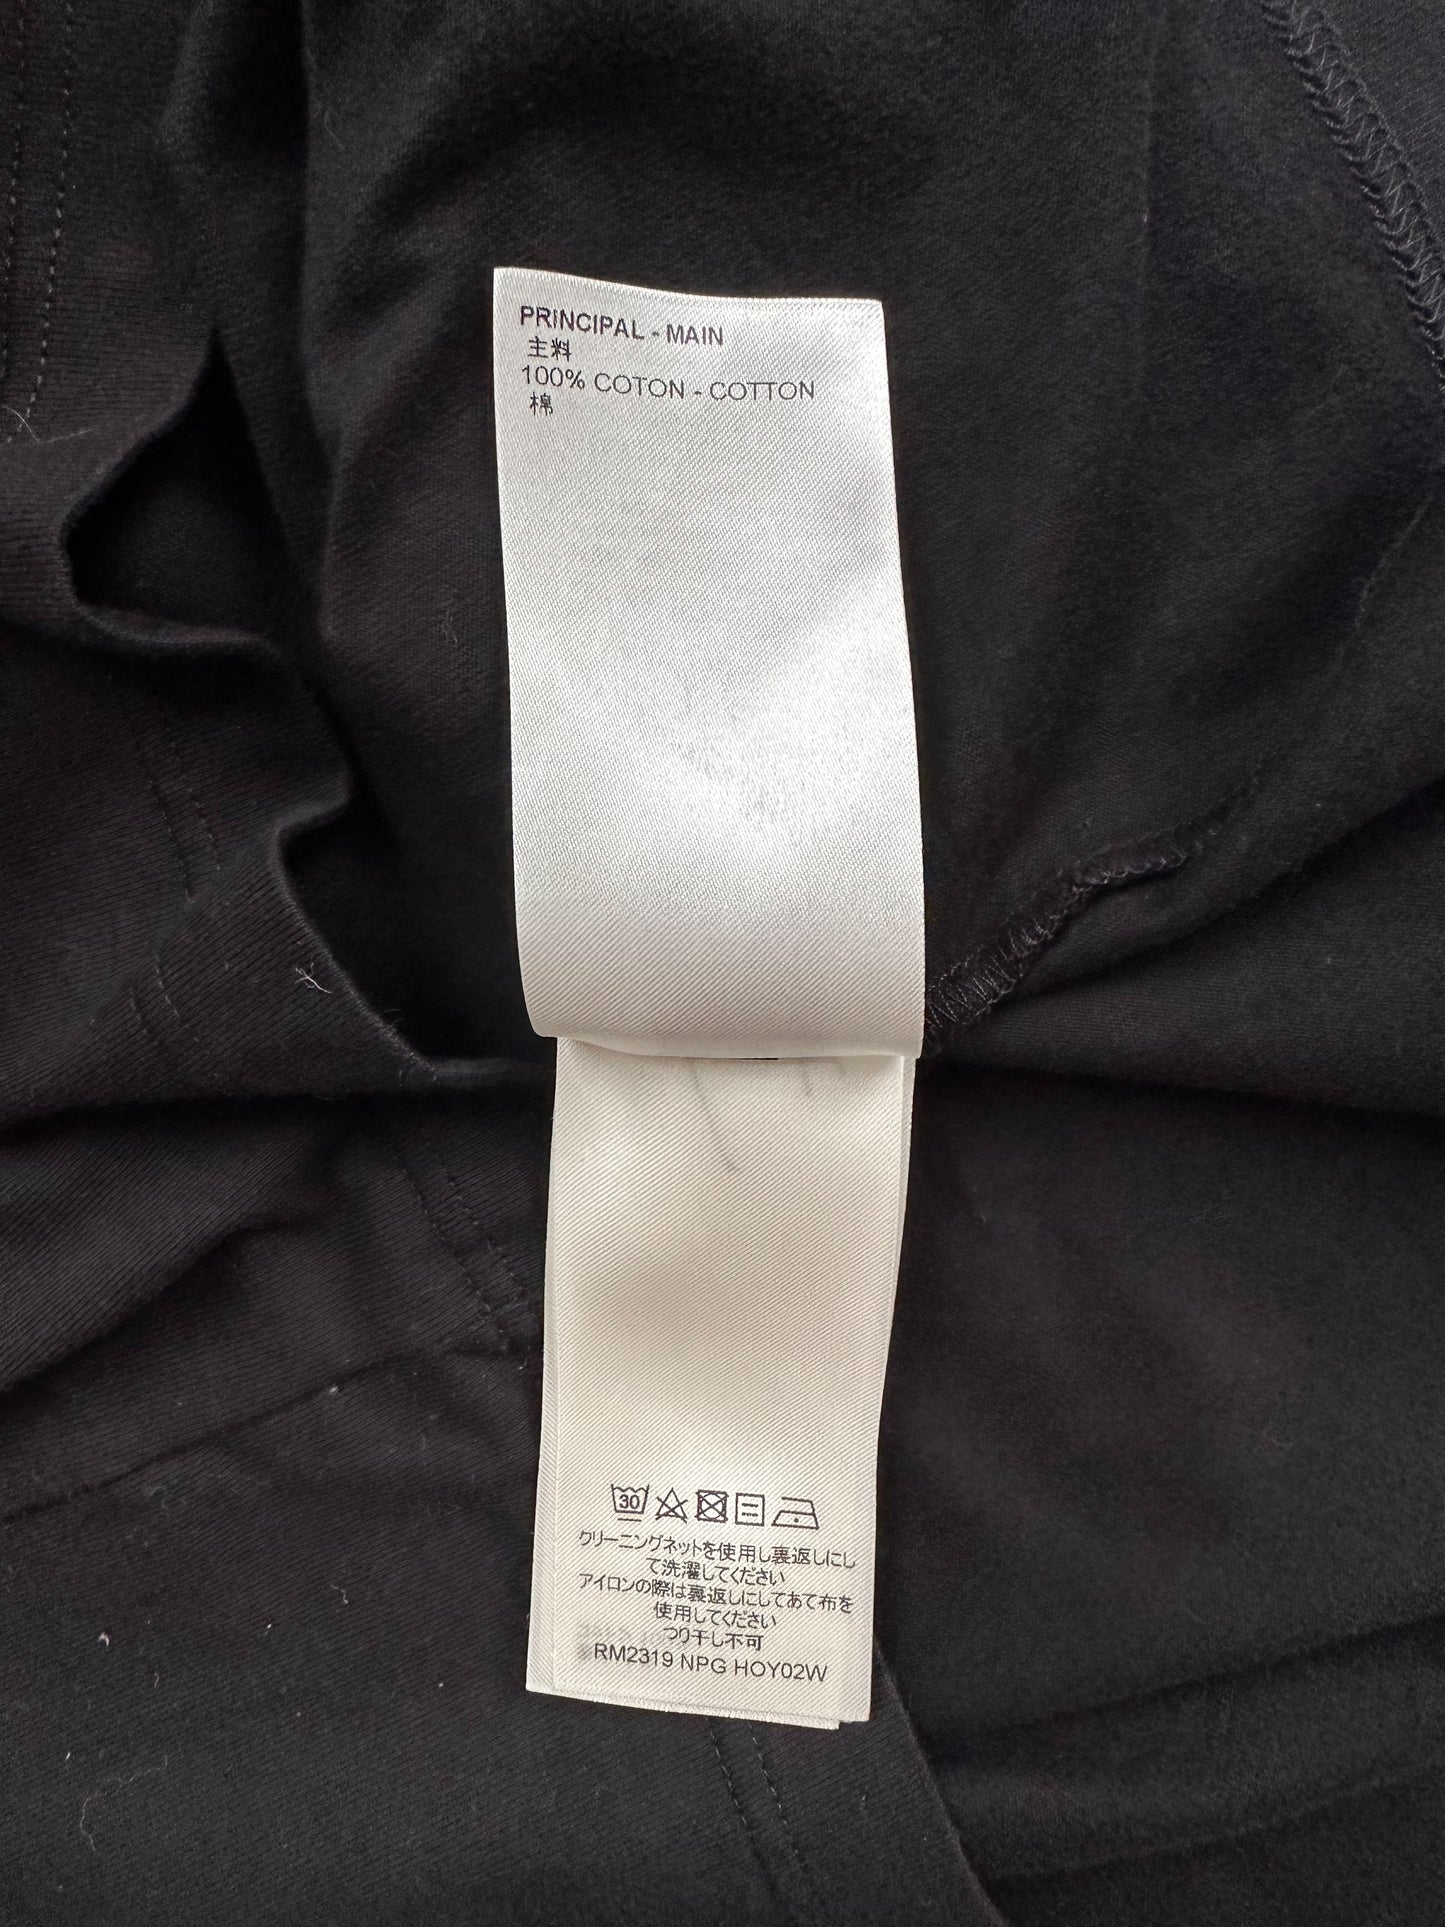 PRINCIPAL - MAIN
主料
100% COTON - COTTON
棉
30
クリーニングネットを使用し裏返しにし
て洗濯してください
アイロンの際は裏返しにしてあて布を
使用してください
つり干し不可
RM2319 NPG HOY02W